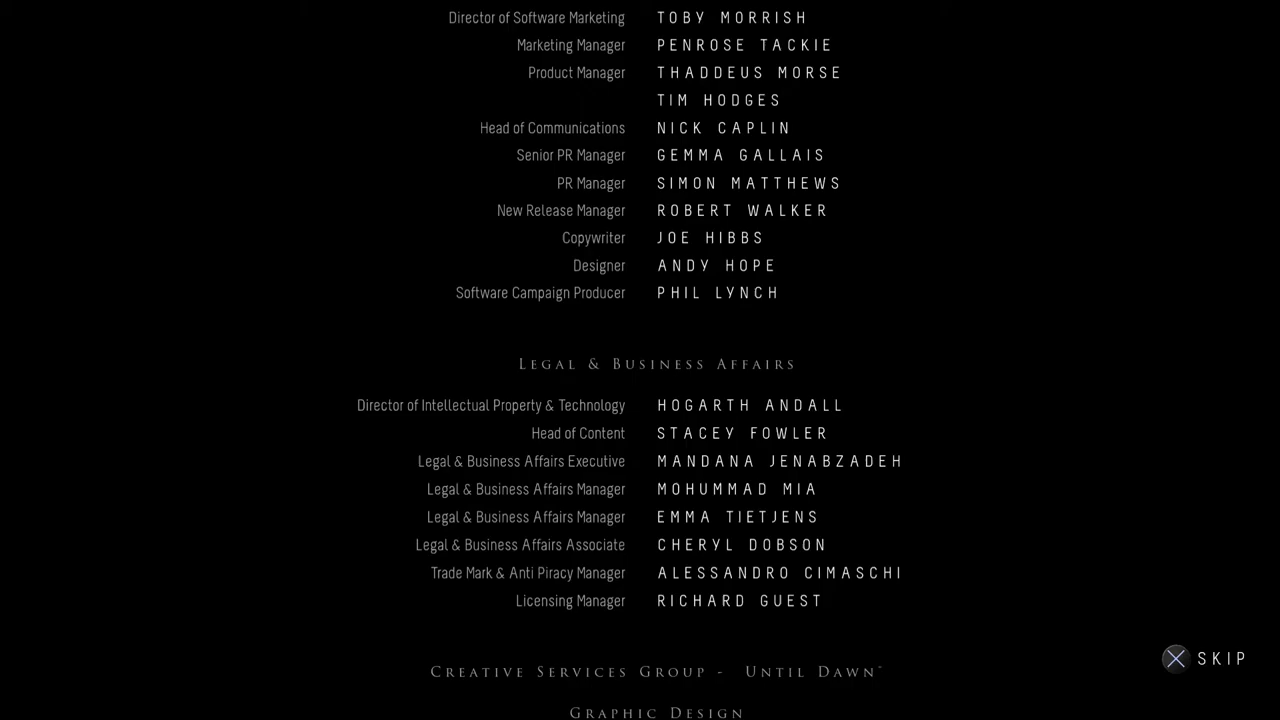 Director of Software Marketing TOBY MORRISH
Marketing Manager PENROSE TACKIE
Product Manager THADDEUS MORSE
TIM HODGES
Head of Communications NICK CAPLIN
Senior PR Manager GEMMA GALLAIS
PR Manager SIMON MATTHEWS
New Release Manager ROBERT WALKER
Copywriter JOE HIBBS
Designer ANDY HOPE
Software Campaign Producer PHIL LYNCH
LEGAL & BUSINESS AFFAIRS
Director of Intellectual Property & Technology HOGARTH ANDALL
Head of Content STACEY FOWLER
Legal & Business Affairs Executive MANDANA JENABZADEH
Legal & Business Affairs Manager MOHUMMAD MIA
Legal & Business Affairs Manager EMMA TIETJENS
Legal & Business Affairs Associate CHERYL DOBSON
Trade Mark & Anti Piracy Manager ALESSANDRO CIMASCHI
Licensing Manager RICHARD GUEST
SKIP
CREATIVE SERVICES GROUP - UNTIL DAWN™
GRAPHIC DESIGN